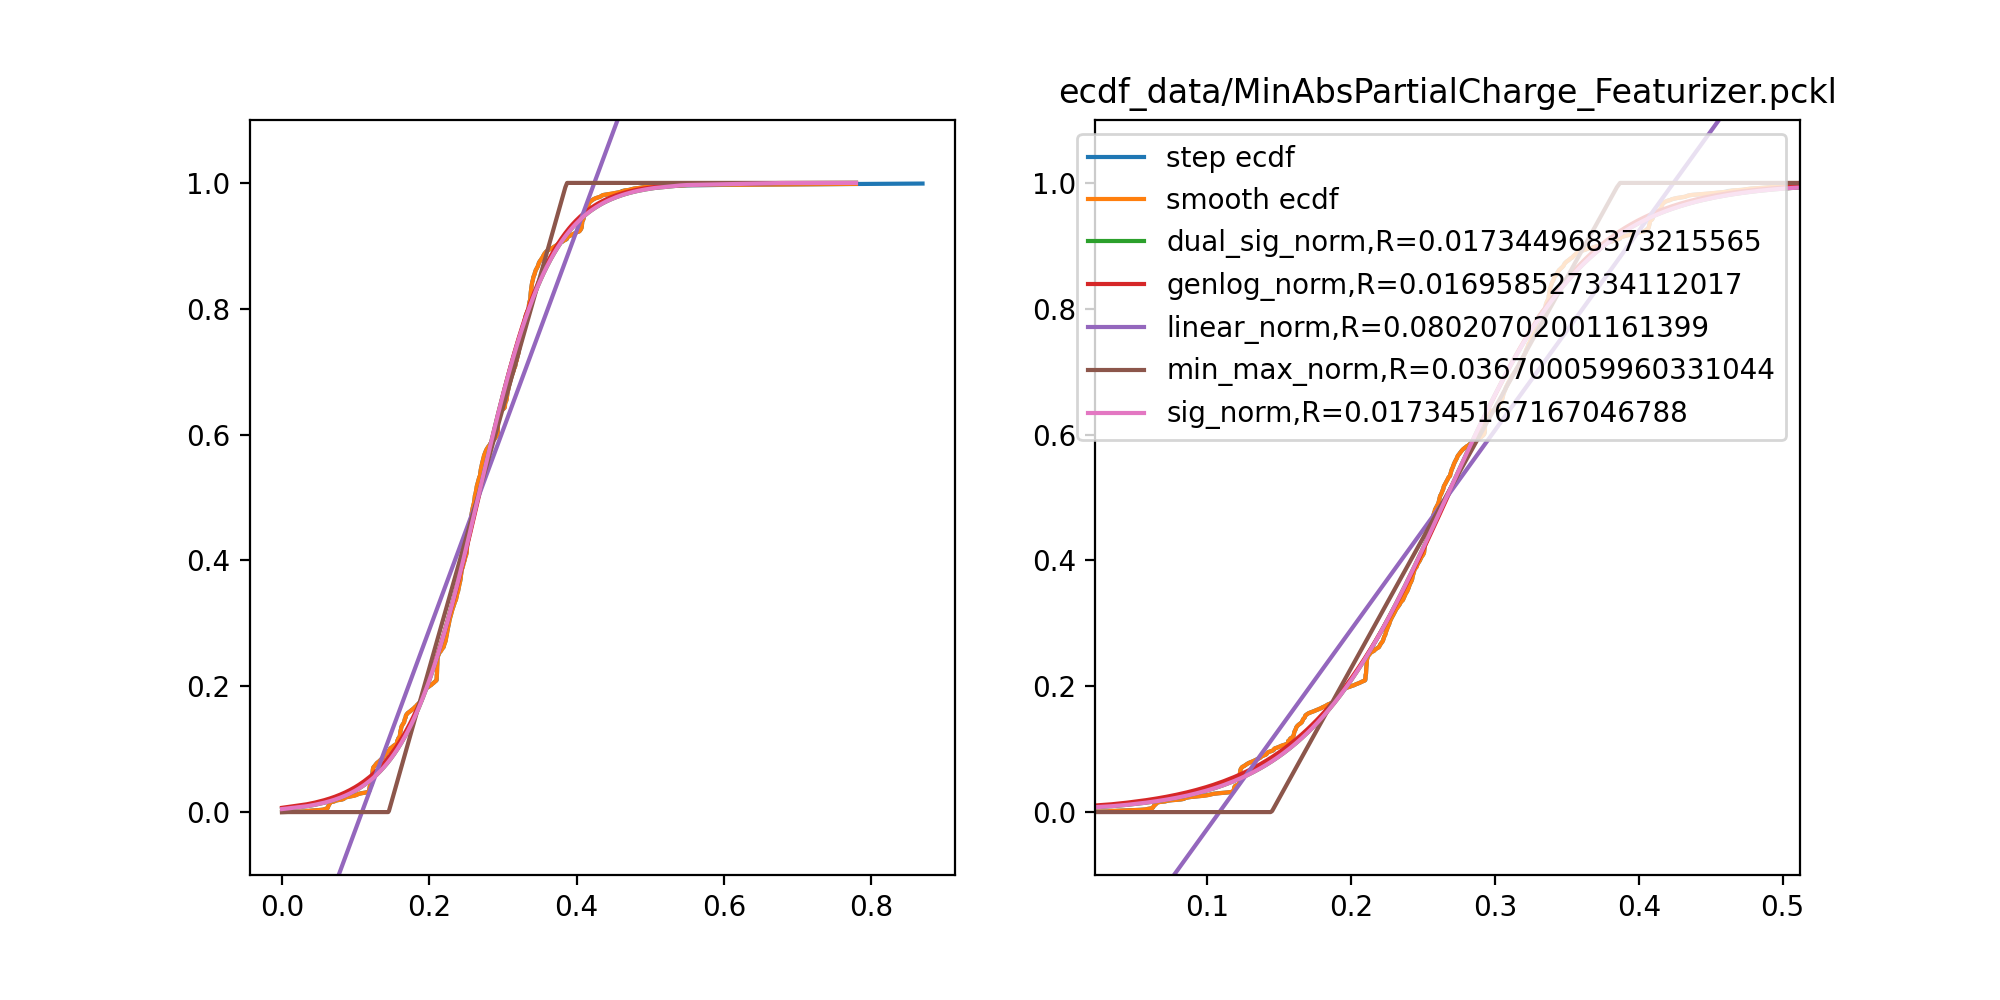 ecdf_data/MinAbsPartialCharge_Featurizer.pckl
1.0
0.8
0.6
0.4
0.2
0.0
0.0 0.2 0.4 0.6 0.8
step ecdf
smooth ecdf
dual_sig_norm,R=0.017344968373215565
genlog_norm,R=0.016958527334112017
linear_norm,R=0.08020702001161399
min_max_norm,R=0.036700059960331044
sig_norm,R=0.017345167167046788
1.0
0.8
0.6
0.4
0.2
0.0
0.1 0.2 0.3 0.4 0.5